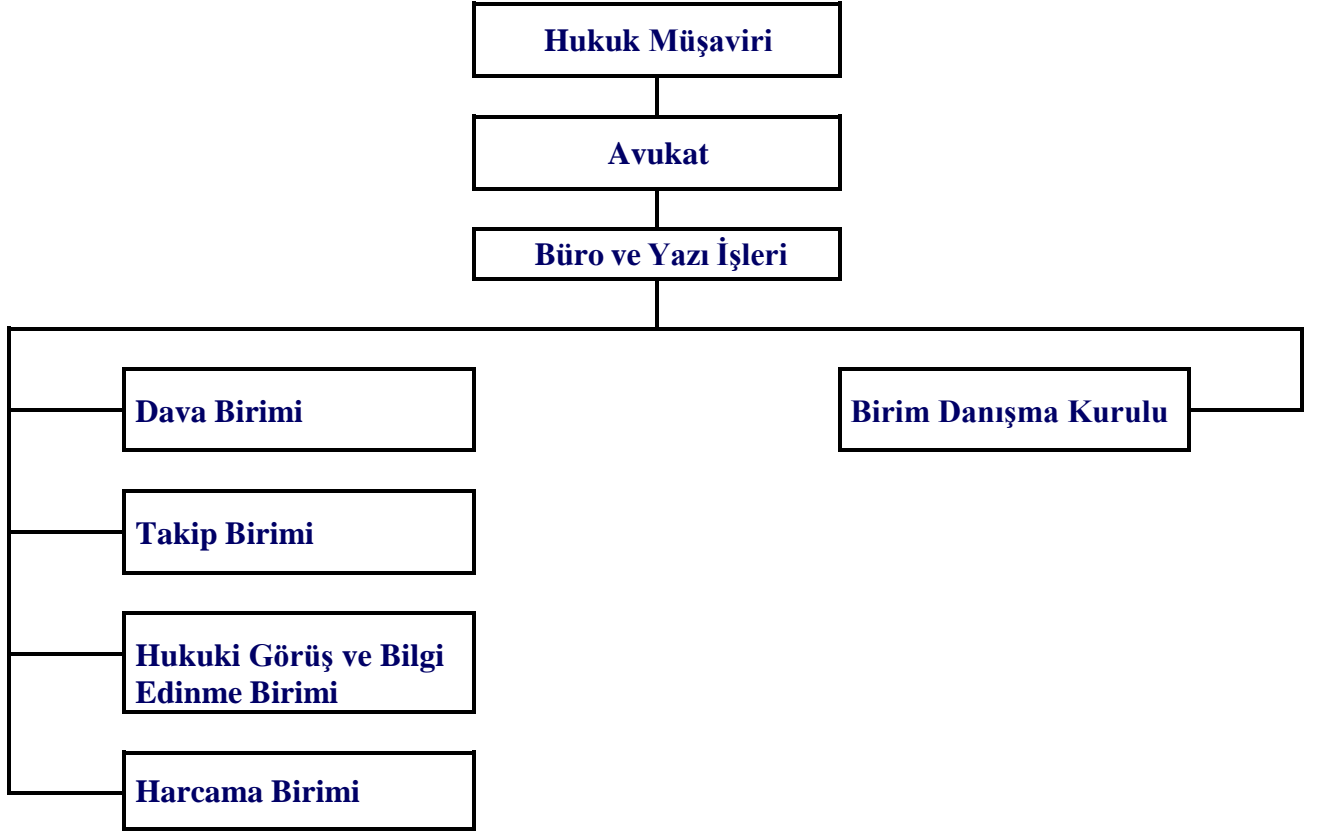 Hukuk Müşaviri
Avukat
Büro ve Yazı İşleri
Dava Birimi
Birim Danışma Kurulu
Takip Birimi
Hukuki Görüş ve Bilgi
Edinme Birimi
Harcama Birimi